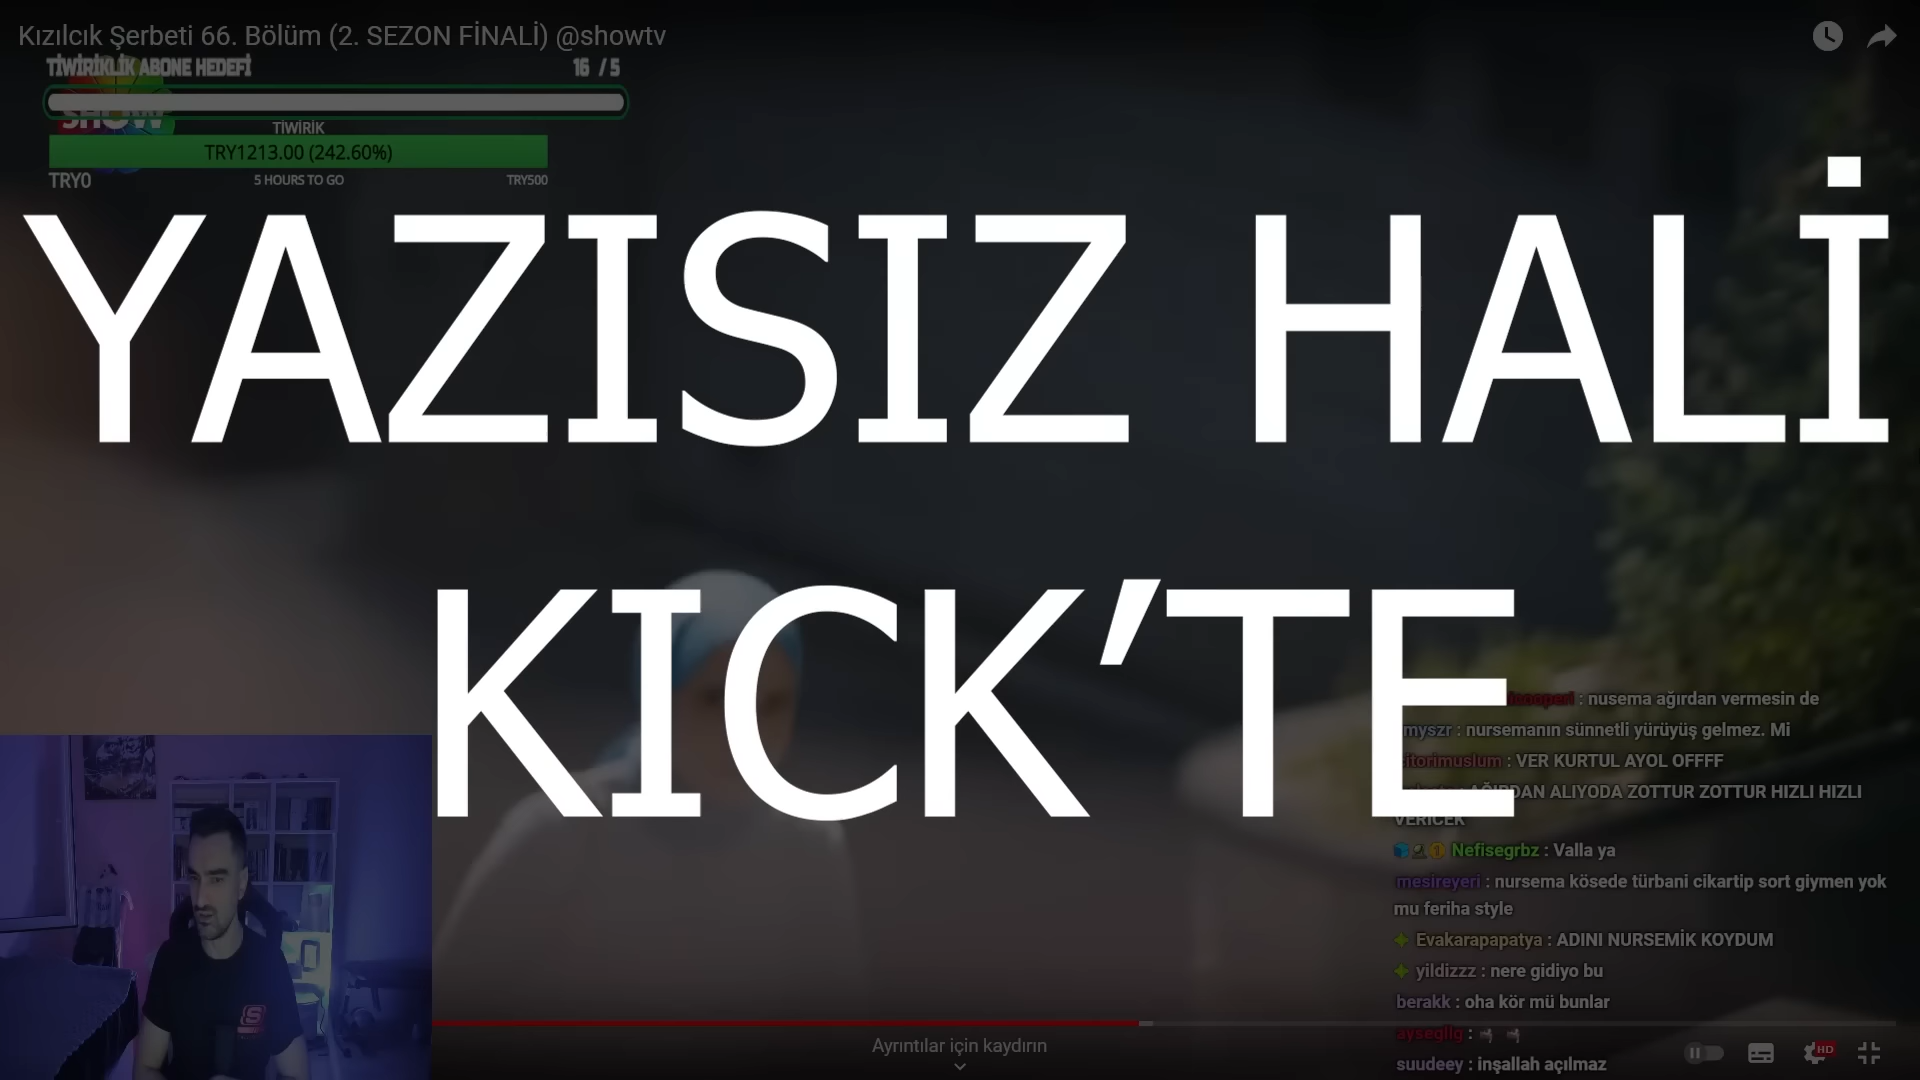 Kızılcık Şerbeti 66. Bölüm (2. SEZON FİNALİ) @showtv
TİWİRİKLİK ABONE HEDEFİ 16 / 5
SHOW
TİWİRİK
TRY1213.00 (242.60%)
TRY0 5 HOURS TO GO TRY500
YAZISIZ HALİ
KICK’TE
: nusema ağırdan vermesin de
myszr : nursemanın sünnetli yürüyüş gelmez. Mi
: VER KURTUL AYOL OFFFF
AĞIRDAN ALIYODA ZOTTUR ZOTTUR HIZLI HIZLI
VERİCEK
Nefisegrbz : Valla ya
mesireyeri : nursema kösede türbani cikartip sort giymen yok
mu feriha style
Evakarapapatya : ADINI NURSEMİK KOYDUM
yildizzz : nere gidiyo bu
berakk : oha kör mü bunlar
aysegllg :
suudeey : inşallah açılmaz
Ayrıntılar için kaydırın
HD
S